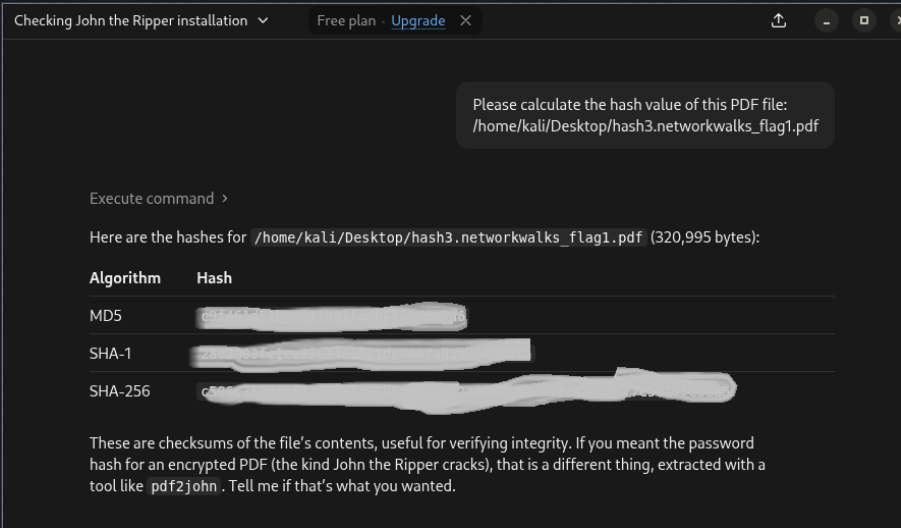 Checking John the Ripper installation
Free plan · Upgrade
Please calculate the hash value of this PDF file:
/home/kali/Desktop/hash3.networkwalks_flag1.pdf
Execute command >
Here are the hashes for /home/kali/Desktop/hash3.networkwalks_flag1.pdf (320,995 bytes):
Algorithm Hash
MD5
SHA-1
SHA-256
These are checksums of the file's contents, useful for verifying integrity. If you meant the password
hash for an encrypted PDF (the kind John the Ripper cracks), that is a different thing, extracted with a
tool like pdf2john. Tell me if that's what you wanted.